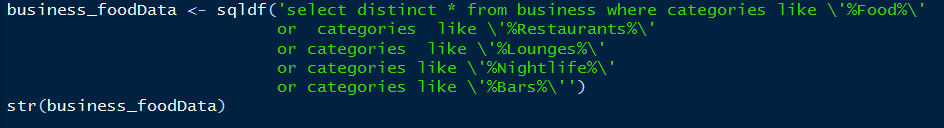 business_foodData <- sqldf('select distinct * from business where categories like \'%Food%\'
or  categories  like \'%Restaurants%\'
or categories  like \'%Lounges%\'
or categories like \'%Nightlife%\'
or categories like \'%Bars%\'')
str(business_foodData)